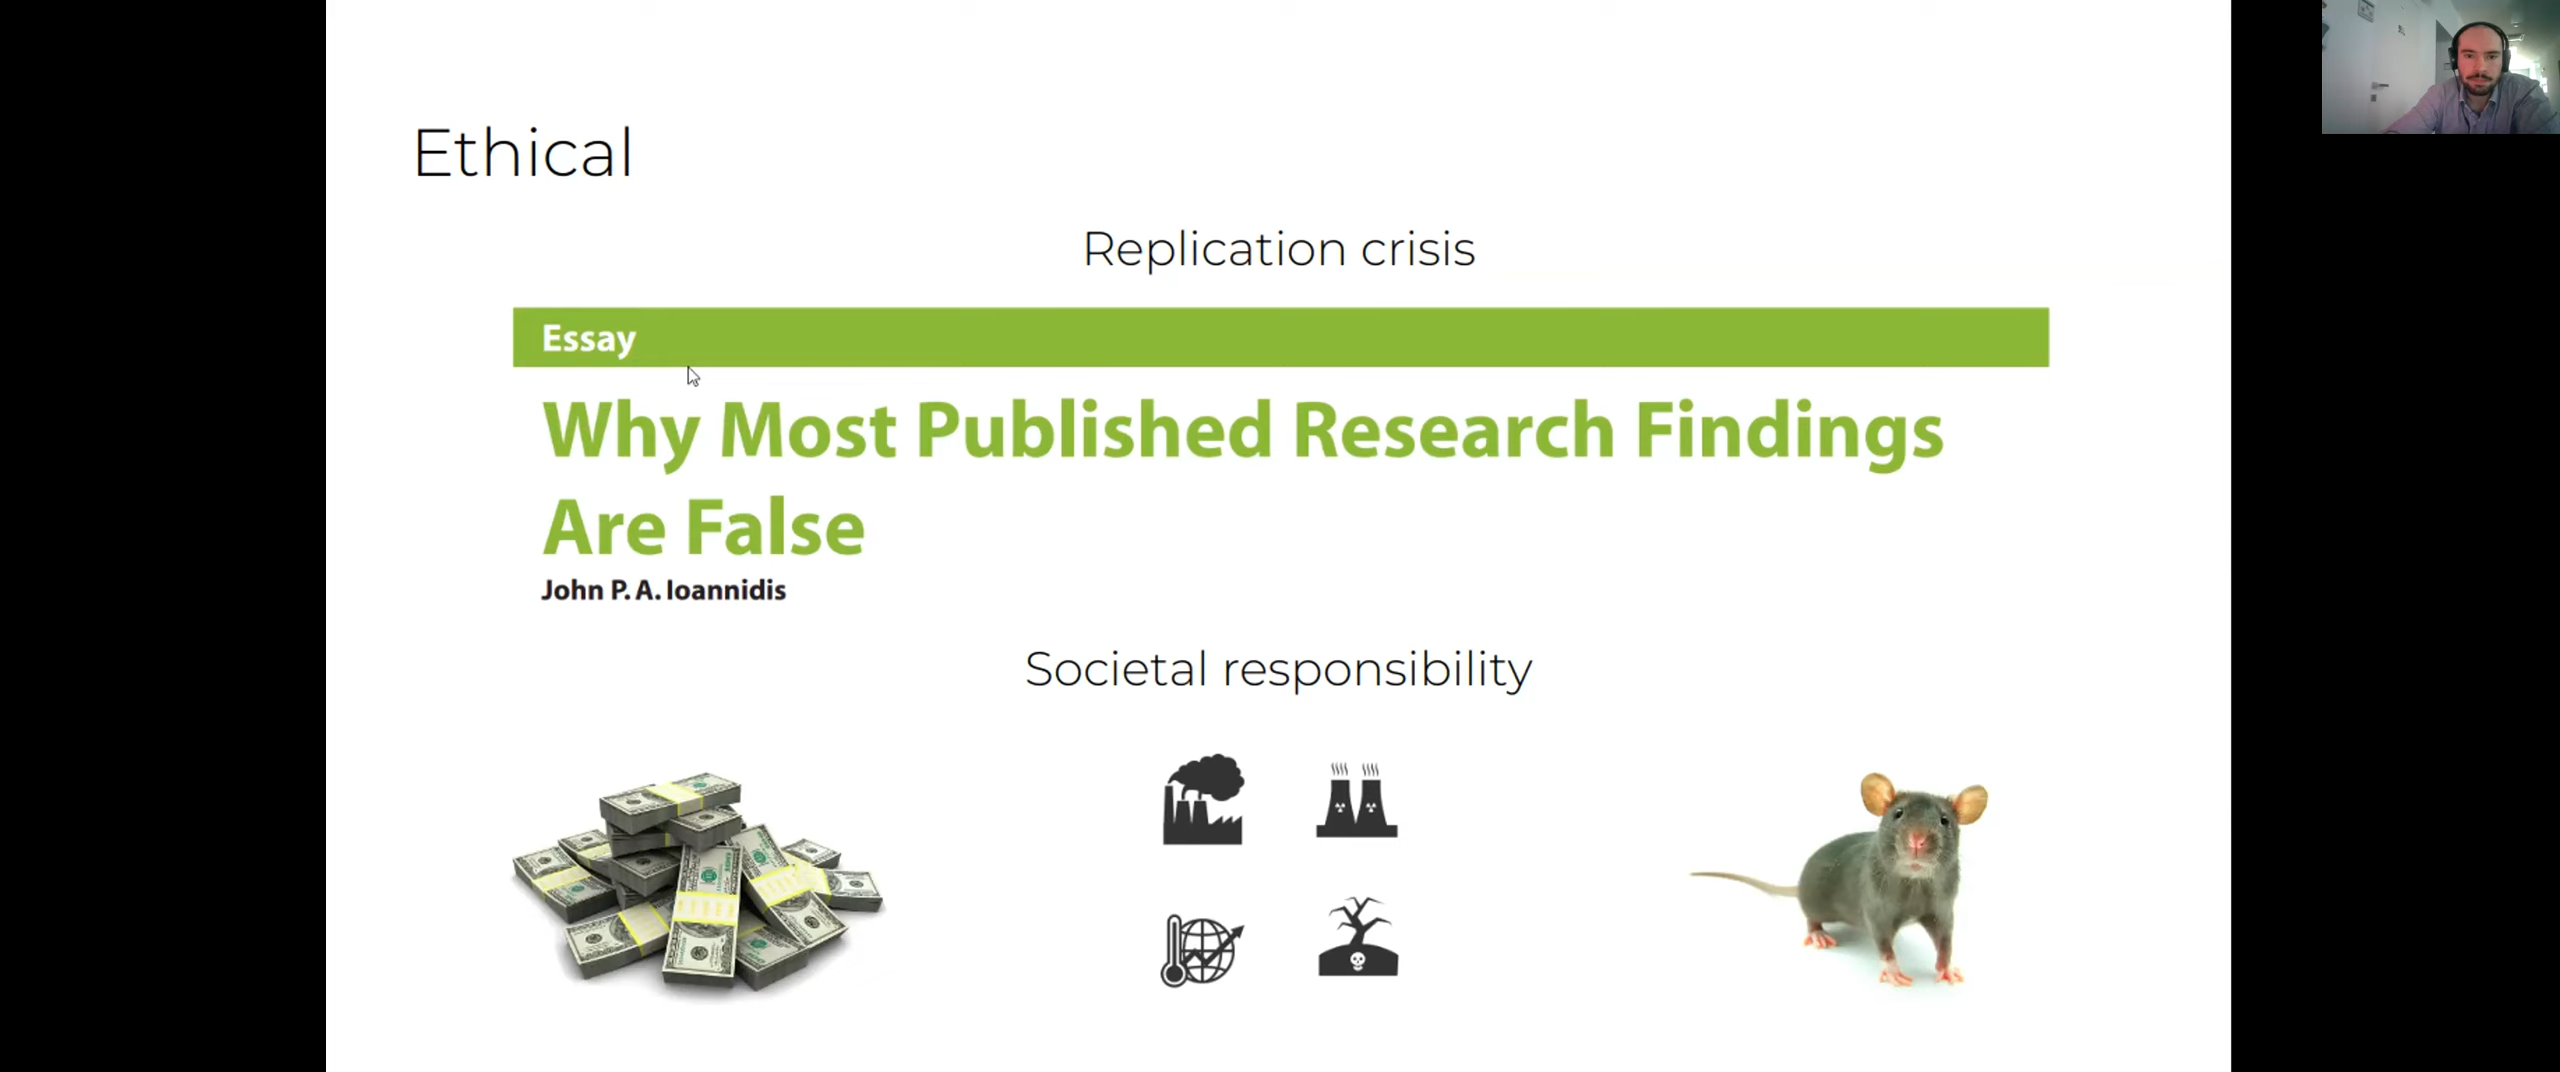 Ethical
Replication crisis
Essay
Why Most Published Research Findings
Are False
John P. A. Ioannidis
Societal responsibility